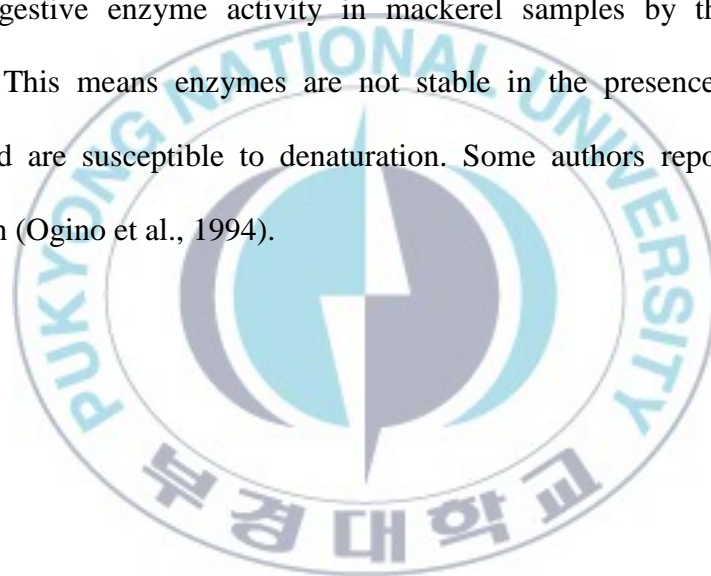 gestive enzyme activity in mackerel samples by th
This means enzymes are not stable in the presence
d are susceptible to denaturation. Some authors repo
n (Ogino et al., 1994).
PUKYONG NATIONAL UNIVERSITY
부경대학교